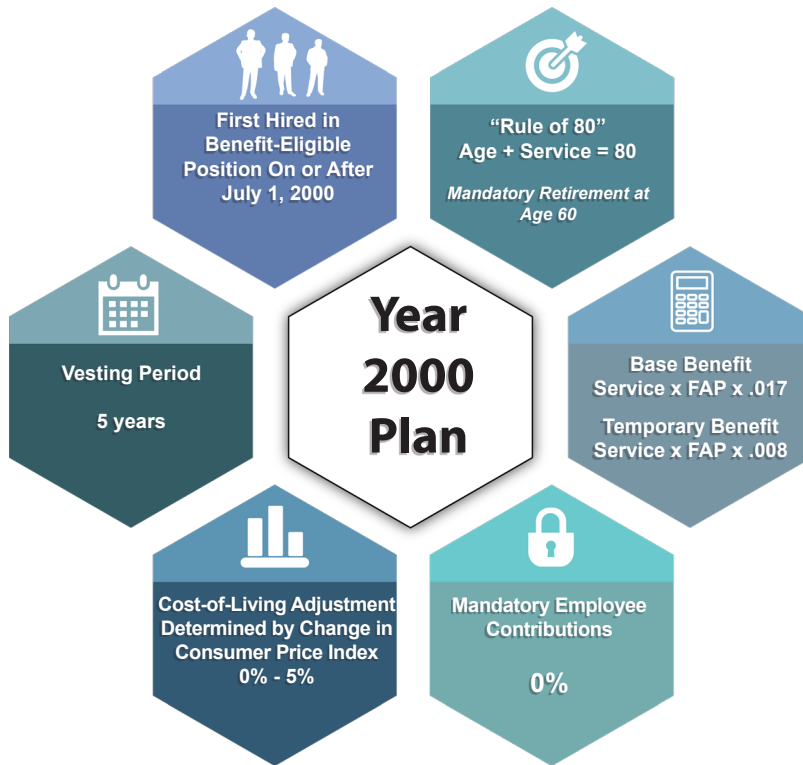 First Hired in
Benefit-Eligible
Position On or After
July 1, 2000
“Rule of 80”
Age + Service = 80
Mandatory Retirement at
Age 60
Vesting Period
5 years
Year
2000
Plan
Base Benefit
Service x FAP x .017
Temporary Benefit
Service x FAP x .008
Cost-of-Living Adjustment
Determined by Change in
Consumer Price Index
0% - 5%
Mandatory Employee
Contributions
0%